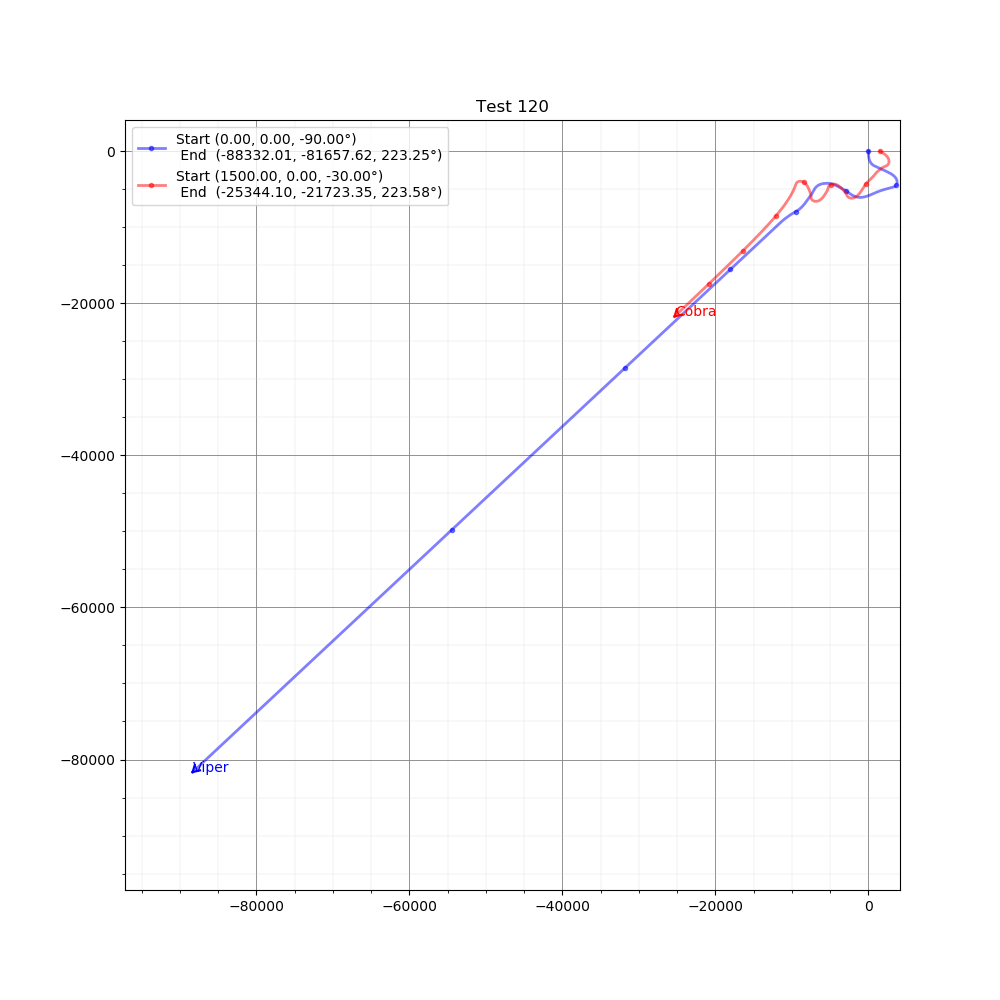 Test 120
Start (0.00, 0.00, -90.00°)
End (-88332.01, -81657.62, 223.25°)
Start (1500.00, 0.00, -30.00°)
End (-25344.10, -21723.35, 223.58°)
0
−20000
−40000
−60000
−80000
Cobra
Viper
−80000 −60000 −40000 −20000 0